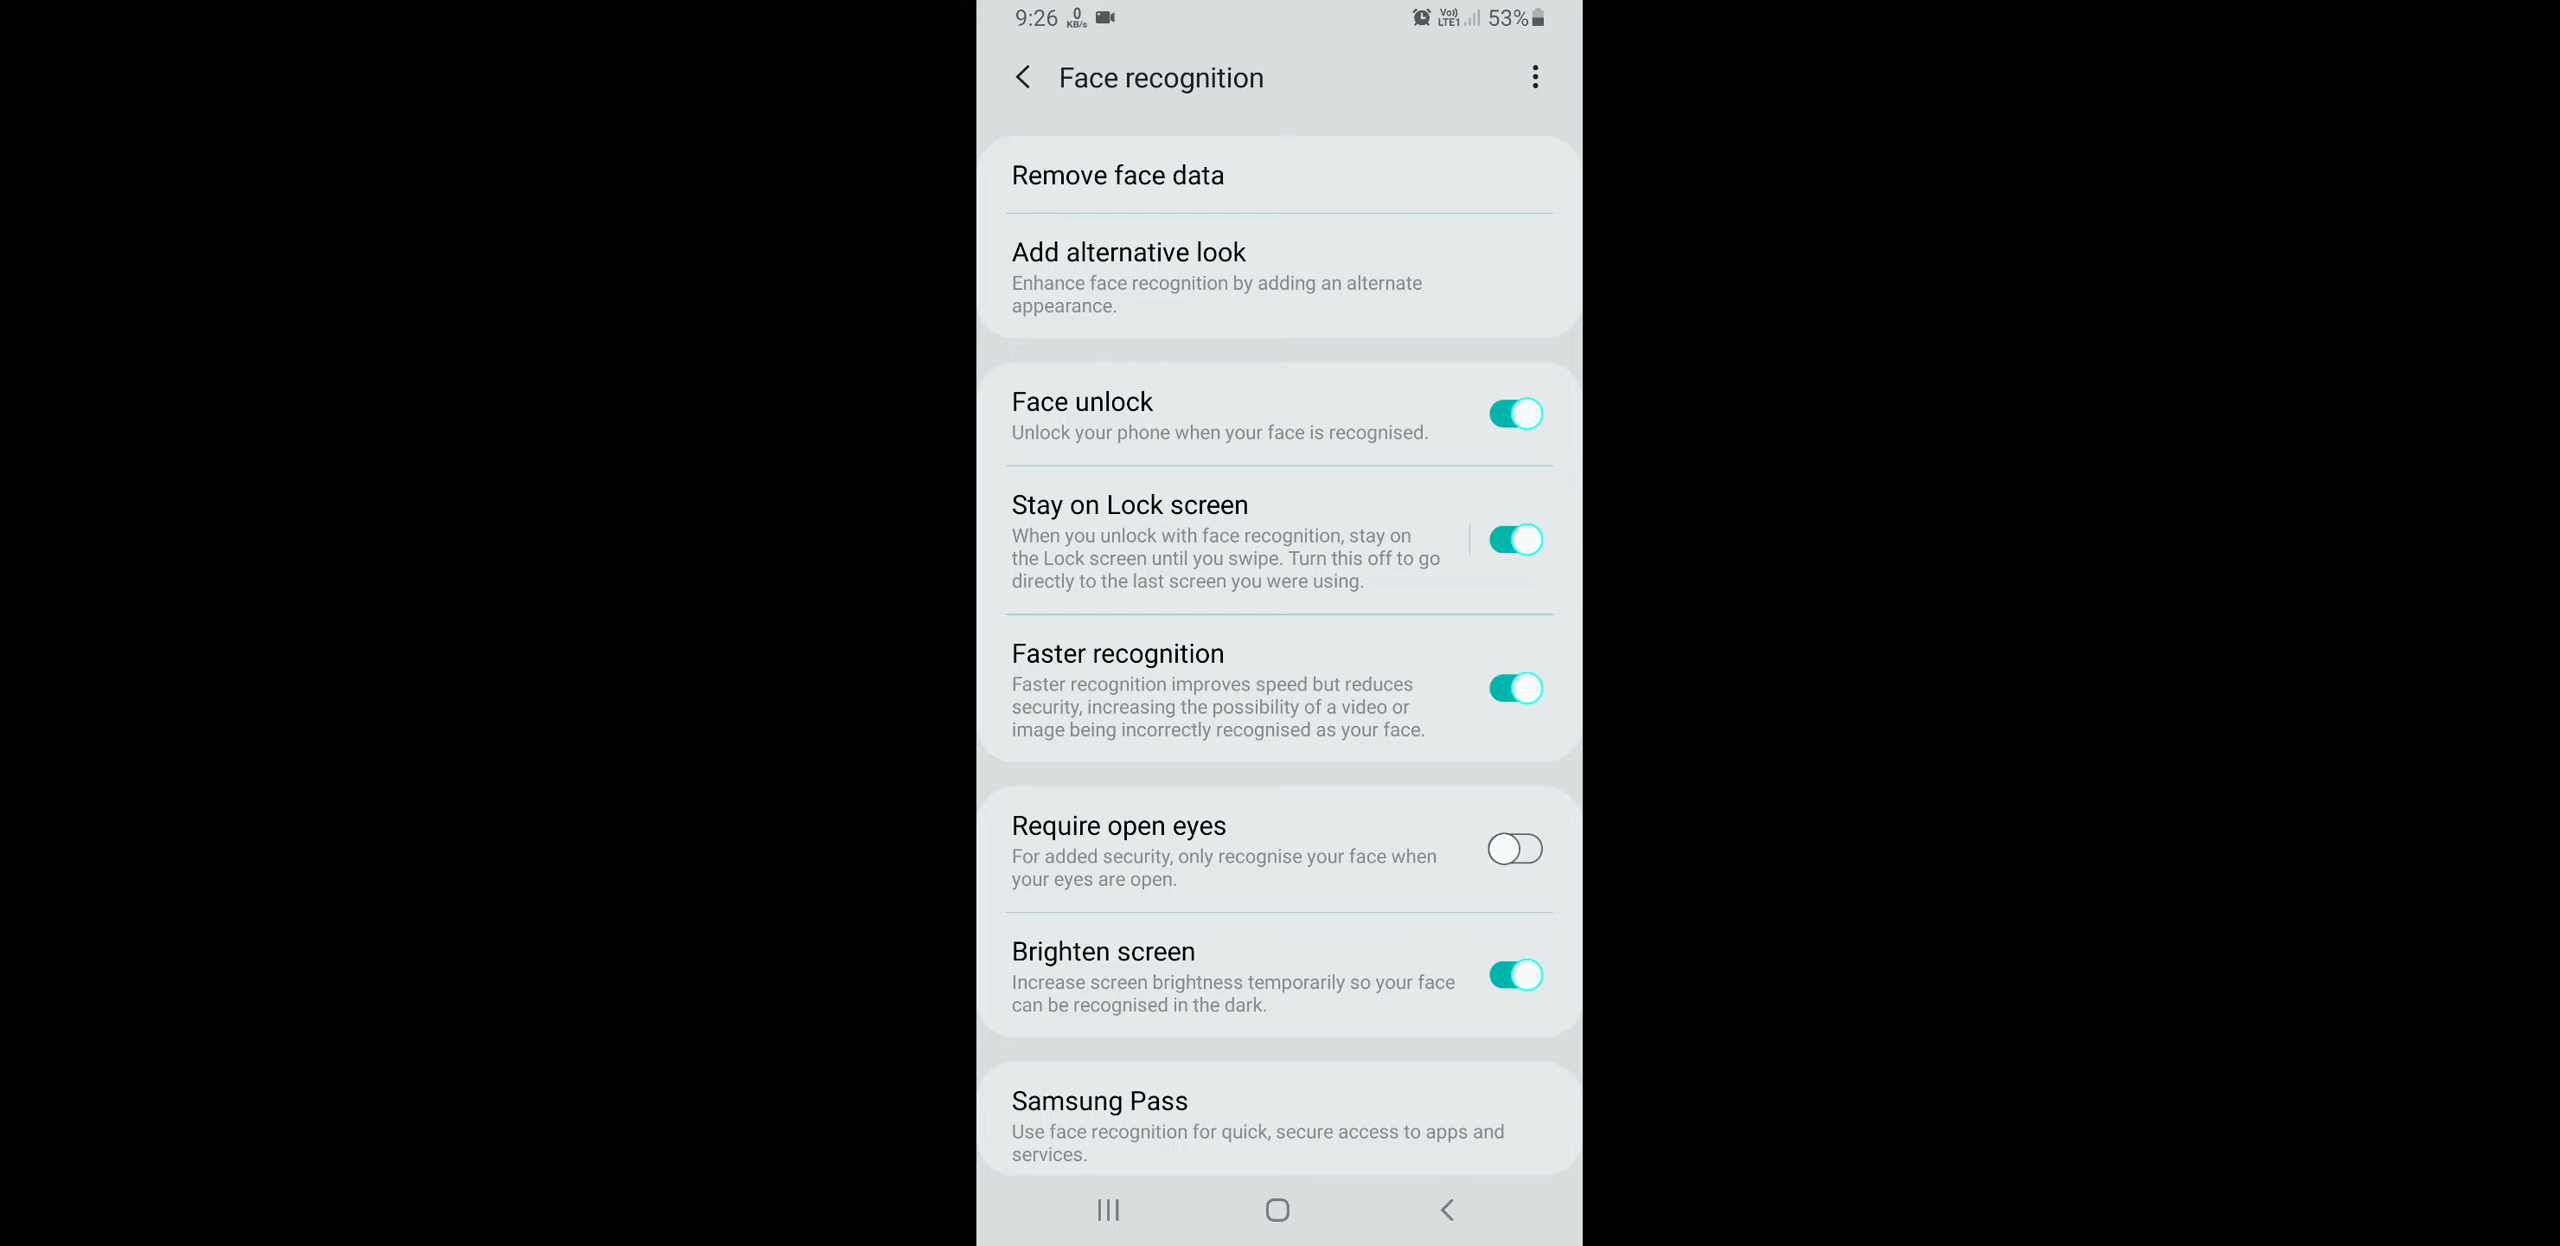 9:26 0 KB/s Vo)) LTE1 53%
Face recognition
Remove face data
Add alternative look
Enhance face recognition by adding an alternate
appearance.
Face unlock
Unlock your phone when your face is recognised.
Stay on Lock screen
When you unlock with face recognition, stay on
the Lock screen until you swipe. Turn this off to go
directly to the last screen you were using.
Faster recognition
Faster recognition improves speed but reduces
security, increasing the possibility of a video or
image being incorrectly recognised as your face.
Require open eyes
For added security, only recognise your face when
your eyes are open.
Brighten screen
Increase screen brightness temporarily so your face
can be recognised in the dark.
Samsung Pass
Use face recognition for quick, secure access to apps and
services.